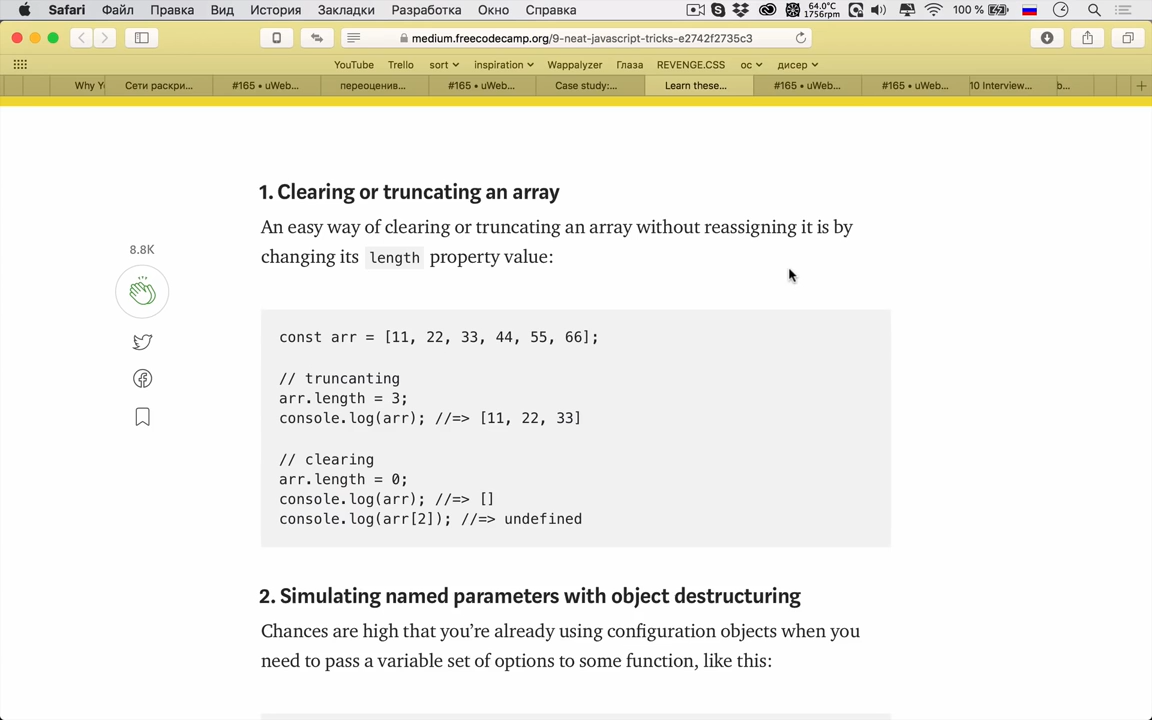 Safari Файл Правка Вид История Закладки Разработка Окно Справка 64.0°C 1756rpm 100 %
medium.freecodecamp.org/9-neat-javascript-tricks-e2742f2735c3
YouTube Trello sort inspiration Wappalyzer Глаза REVENGE.CSS ос дисер
Why Y Сети раскри... #165 • uWeb... переоценив... #165 • uWeb... Case study:... Learn these... #165 • uWeb... #165 • uWeb... 10 Interview... b...
1. Clearing or truncating an array
An easy way of clearing or truncating an array without reassigning it is by
changing its length property value:
8.8K
const arr = [11, 22, 33, 44, 55, 66];
// truncanting
arr.length = 3;
console.log(arr); //=> [11, 22, 33]
// clearing
arr.length = 0;
console.log(arr); //=> []
console.log(arr[2]); //=> undefined
2. Simulating named parameters with object destructuring
Chances are high that you’re already using configuration objects when you
need to pass a variable set of options to some function, like this: